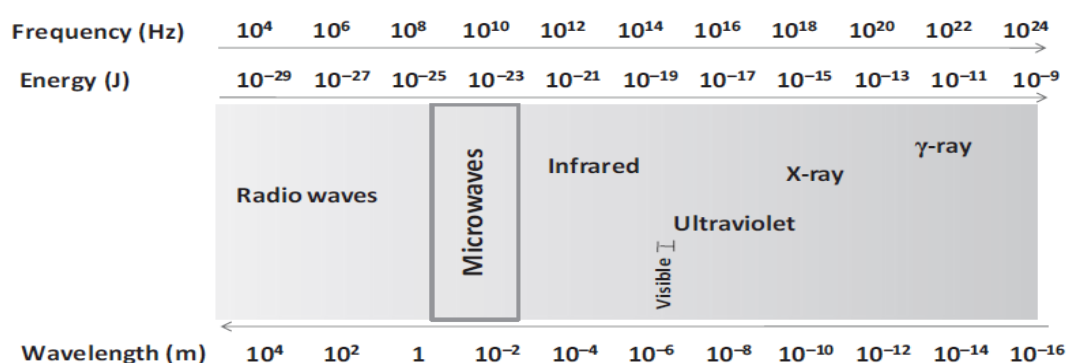 Frequency (Hz) 10⁴ 10⁶ 10⁸ 10¹⁰ 10¹² 10¹⁴ 10¹⁶ 10¹⁸ 10²⁰ 10²² 10²⁴
Energy (J) 10⁻²⁹ 10⁻²⁷ 10⁻²⁵ 10⁻²³ 10⁻²¹ 10⁻¹⁹ 10⁻¹⁷ 10⁻¹⁵ 10⁻¹³ 10⁻¹¹ 10⁻⁹
Radio waves
Microwaves
Infrared
Visible
Ultraviolet
X-ray
γ-ray
Wavelength (m) 10⁴ 10² 1 10⁻² 10⁻⁴ 10⁻⁶ 10⁻⁸ 10⁻¹⁰ 10⁻¹² 10⁻¹⁴ 10⁻¹⁶